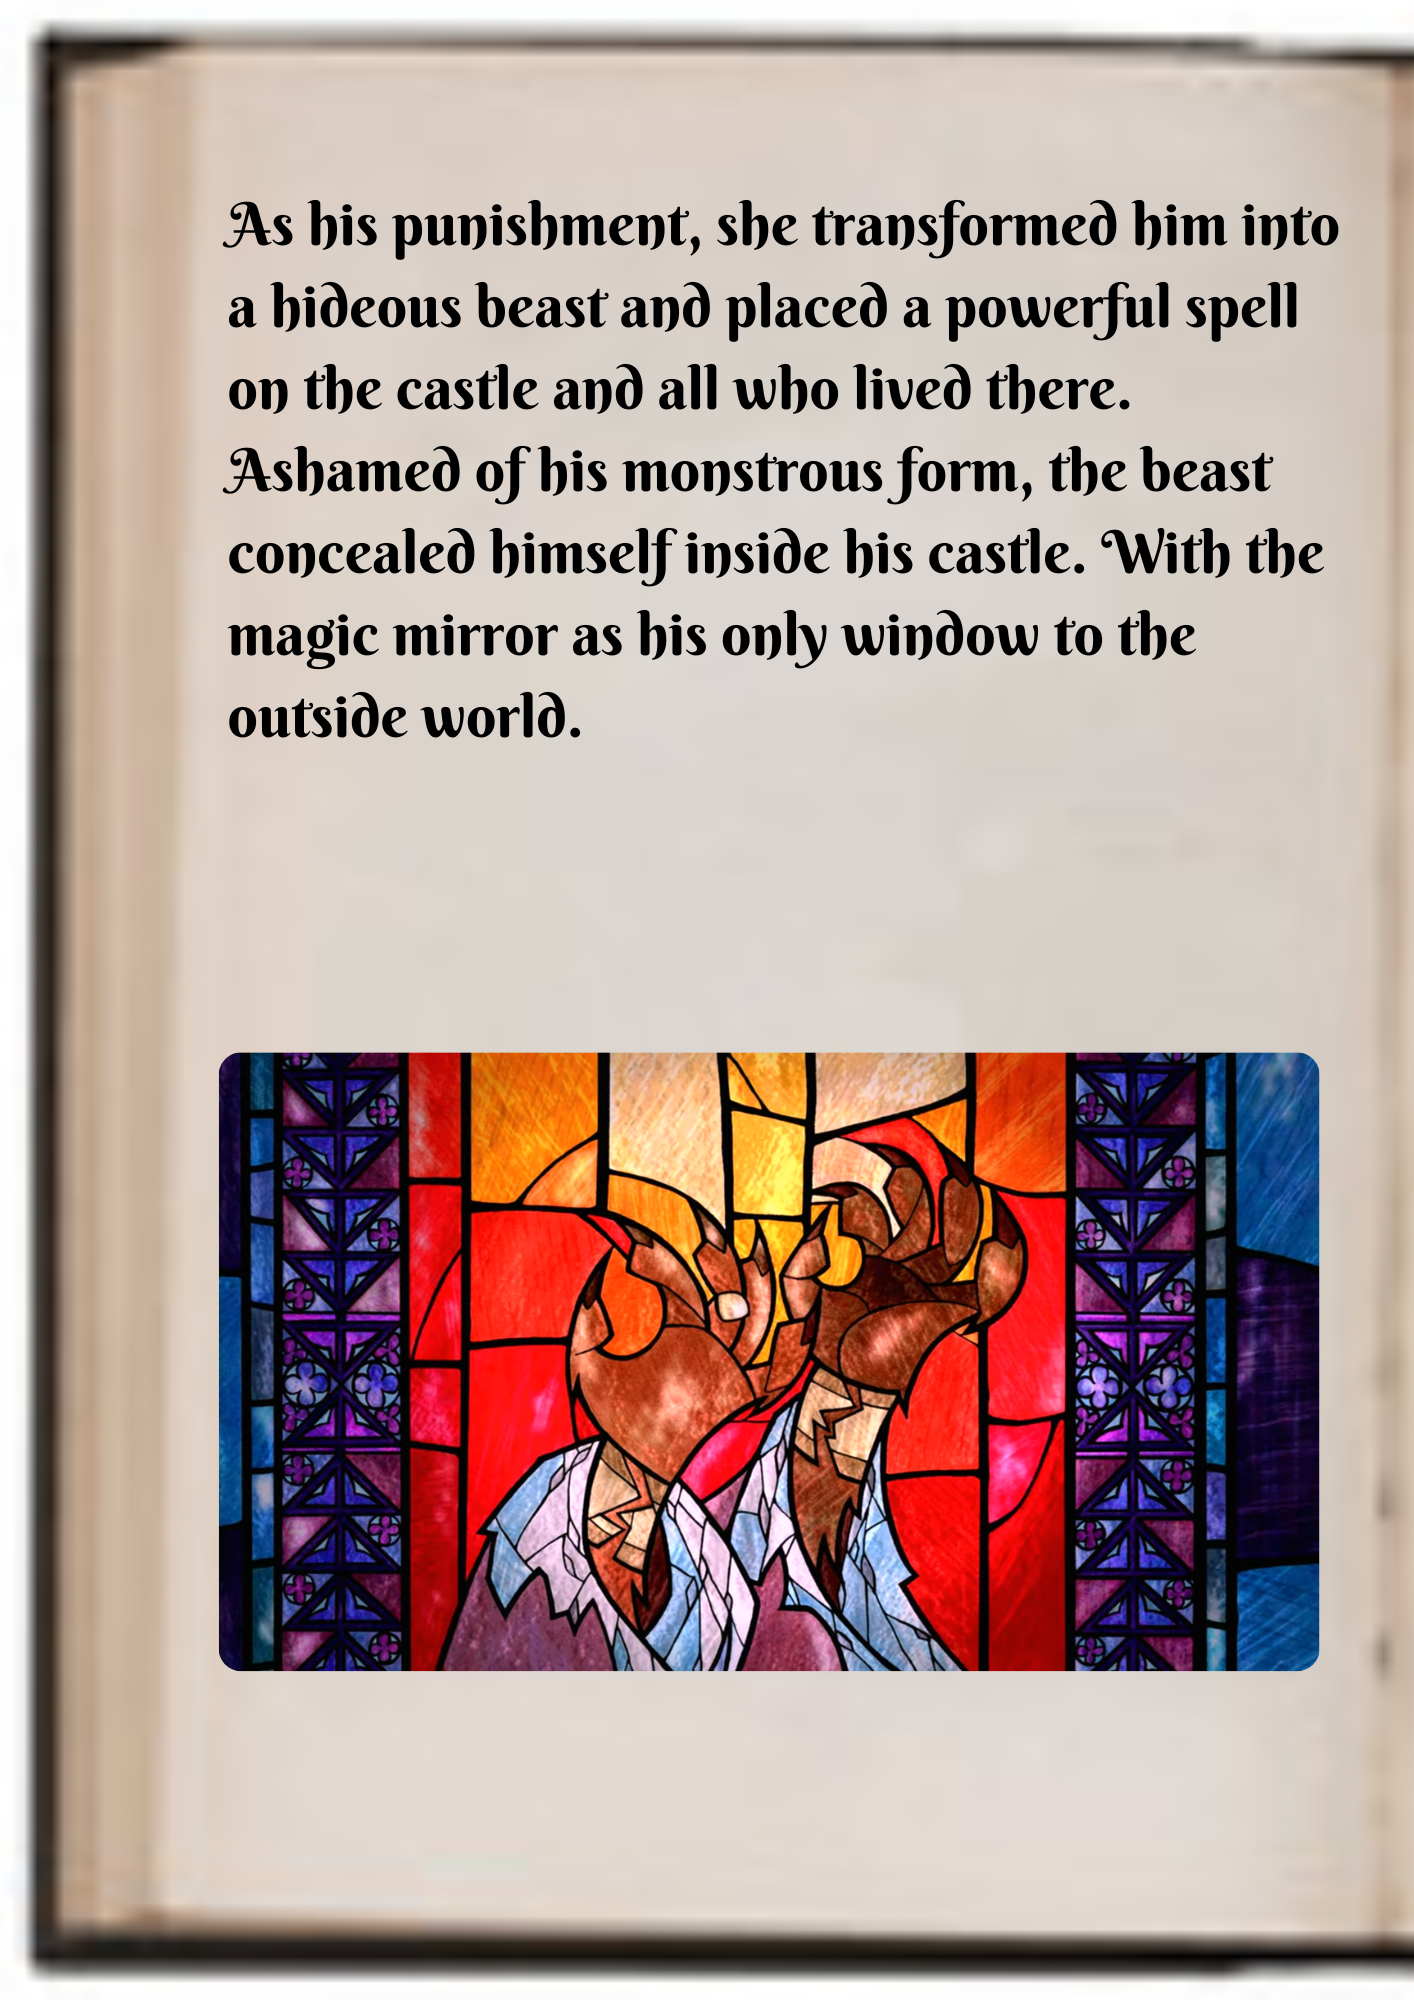 As his punishment, she transformed him into
a hideous beast and placed a powerful spell
on the castle and all who lived there.
Ashamed of his monstrous form, the beast
concealed himself inside his castle. With the
magic mirror as his only window to the
outside world.